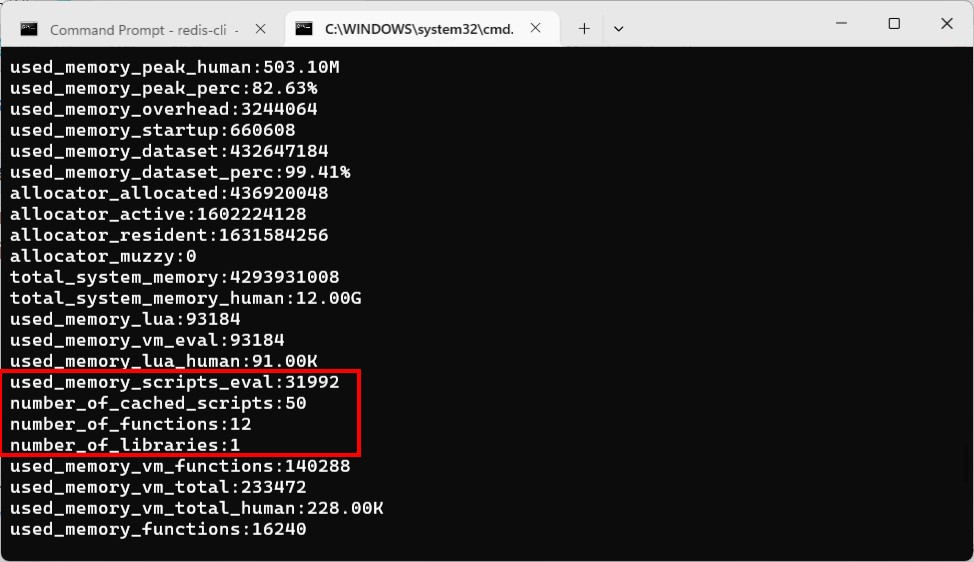 Command Prompt - redis-cli -
C:\WINDOWS\system32\cmd.
used_memory_peak_human:503.10M
used_memory_peak_perc:82.63%
used_memory_overhead:3244064
used_memory_startup:660608
used_memory_dataset:432647184
used_memory_dataset_perc:99.41%
allocator_allocated:436920048
allocator_active:1602224128
allocator_resident:1631584256
allocator_muzzy:0
total_system_memory:4293931008
total_system_memory_human:12.00G
used_memory_lua:93184
used_memory_vm_eval:93184
used_memory_lua_human:91.00K
used_memory_scripts_eval:31992
number_of_cached_scripts:50
number_of_functions:12
number_of_libraries:1
used_memory_vm_functions:140288
used_memory_vm_total:233472
used_memory_vm_total_human:228.00K
used_memory_functions:16240